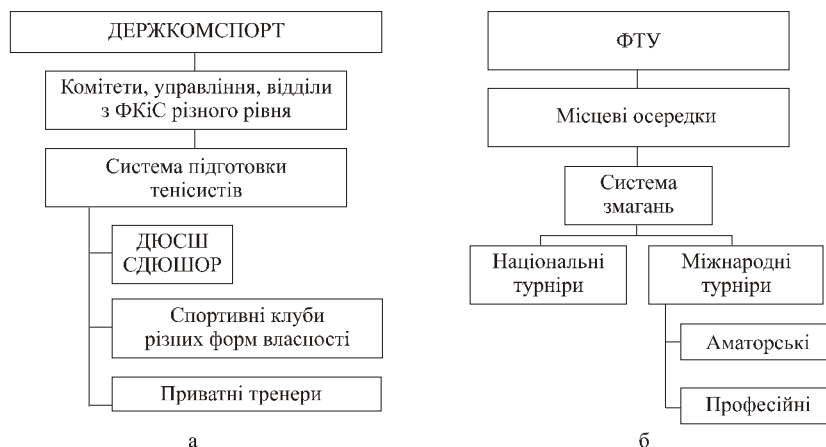 ДЕРЖКОМСПОРТ
Комітети, управління, відділи
з ФКіС різного рівня
Система підготовки
тенісистів
ДЮСШ
СДЮШОР
Спортивні клуби
різних форм власності
Приватні тренери
а
ФТУ
Місцеві осередки
Система
змагань
Національні
турніри
Міжнародні
турніри
Аматорські
Професійні
б